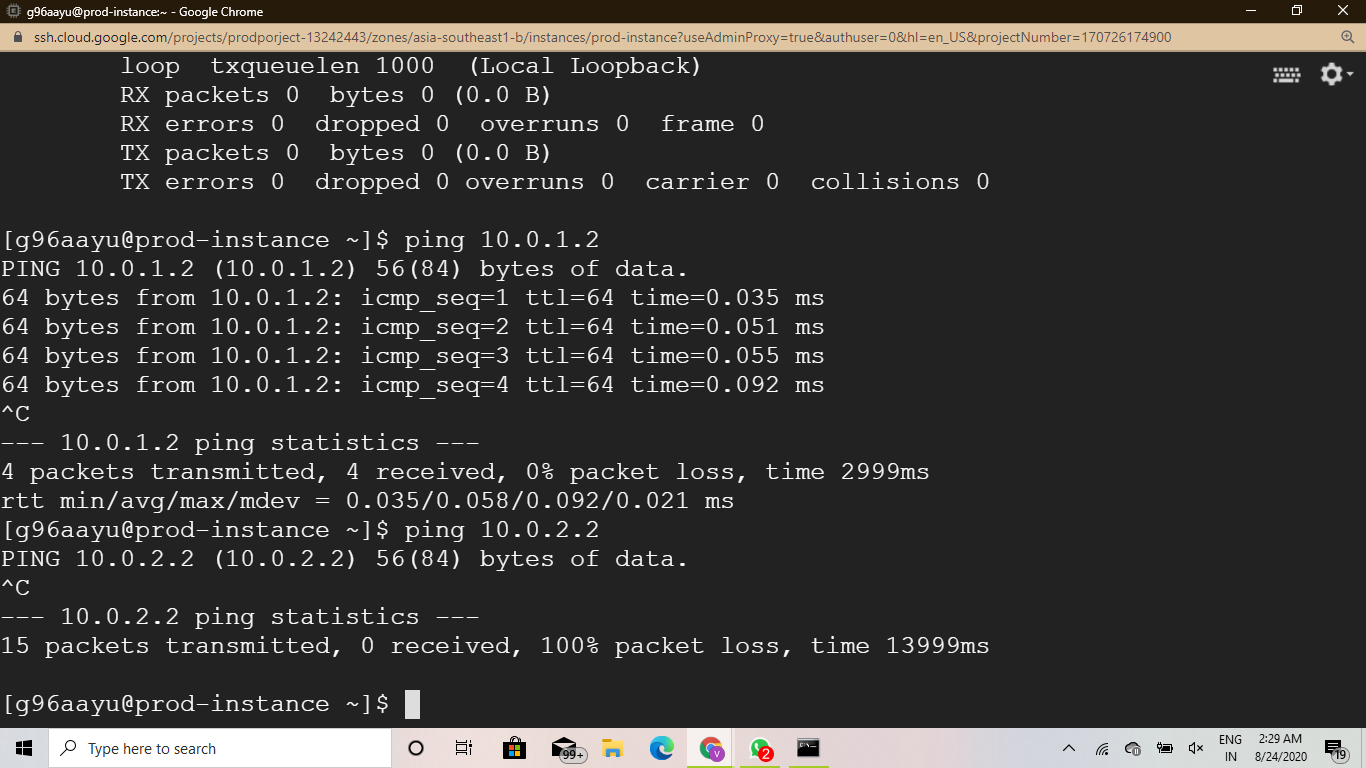 g96aayu@prod-instance:~ - Google Chrome
ssh.cloud.google.com/projects/prodporject-13242443/zones/asia-southeast1-b/instances/prod-instance?useAdminProxy=true&authuser=0&hl=en_US&projectNumber=170726174900
loop  txqueuelen 1000  (Local Loopback)
RX packets 0  bytes 0 (0.0 B)
RX errors 0  dropped 0  overruns 0  frame 0
TX packets 0  bytes 0 (0.0 B)
TX errors 0  dropped 0 overruns 0  carrier 0  collisions 0
[g96aayu@prod-instance ~]$ ping 10.0.1.2
PING 10.0.1.2 (10.0.1.2) 56(84) bytes of data.
64 bytes from 10.0.1.2: icmp_seq=1 ttl=64 time=0.035 ms
64 bytes from 10.0.1.2: icmp_seq=2 ttl=64 time=0.051 ms
64 bytes from 10.0.1.2: icmp_seq=3 ttl=64 time=0.055 ms
64 bytes from 10.0.1.2: icmp_seq=4 ttl=64 time=0.092 ms
^C
--- 10.0.1.2 ping statistics ---
4 packets transmitted, 4 received, 0% packet loss, time 2999ms
rtt min/avg/max/mdev = 0.035/0.058/0.092/0.021 ms
[g96aayu@prod-instance ~]$ ping 10.0.2.2
PING 10.0.2.2 (10.0.2.2) 56(84) bytes of data.
^C
--- 10.0.2.2 ping statistics ---
15 packets transmitted, 0 received, 100% packet loss, time 13999ms
[g96aayu@prod-instance ~]$
Type here to search
99+
V
2
ENG
IN
2:29 AM
8/24/2020
19